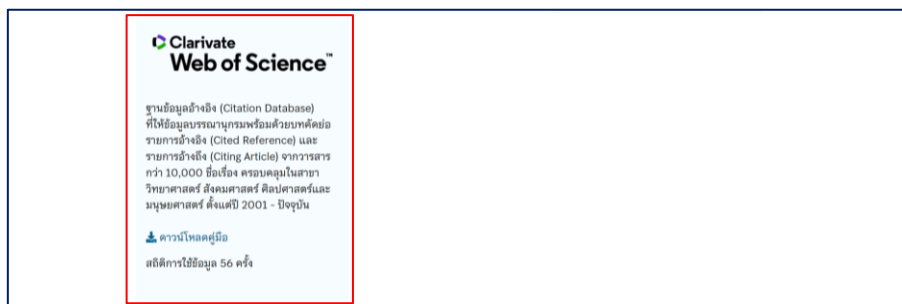 Clarivate
Web of Science™
ฐานข้อมูลอ้างอิง (Citation Database)
ที่ให้ข้อมูลบรรณานุกรมพร้อมด้วยบทคัดย่อ
รายการอ้างอิง (Cited Reference) และ
รายการอ้างถึง (Citing Article) จากวารสาร
กว่า 10,000 ชื่อเรื่อง ครอบคลุมในสาขา
วิทยาศาสตร์ สังคมศาสตร์ ศิลปศาสตร์และ
มนุษยศาสตร์ ตั้งแต่ปี 2001 - ปัจจุบัน
ดาวน์โหลดคู่มือ
สถิติการใช้ข้อมูล 56 ครั้ง